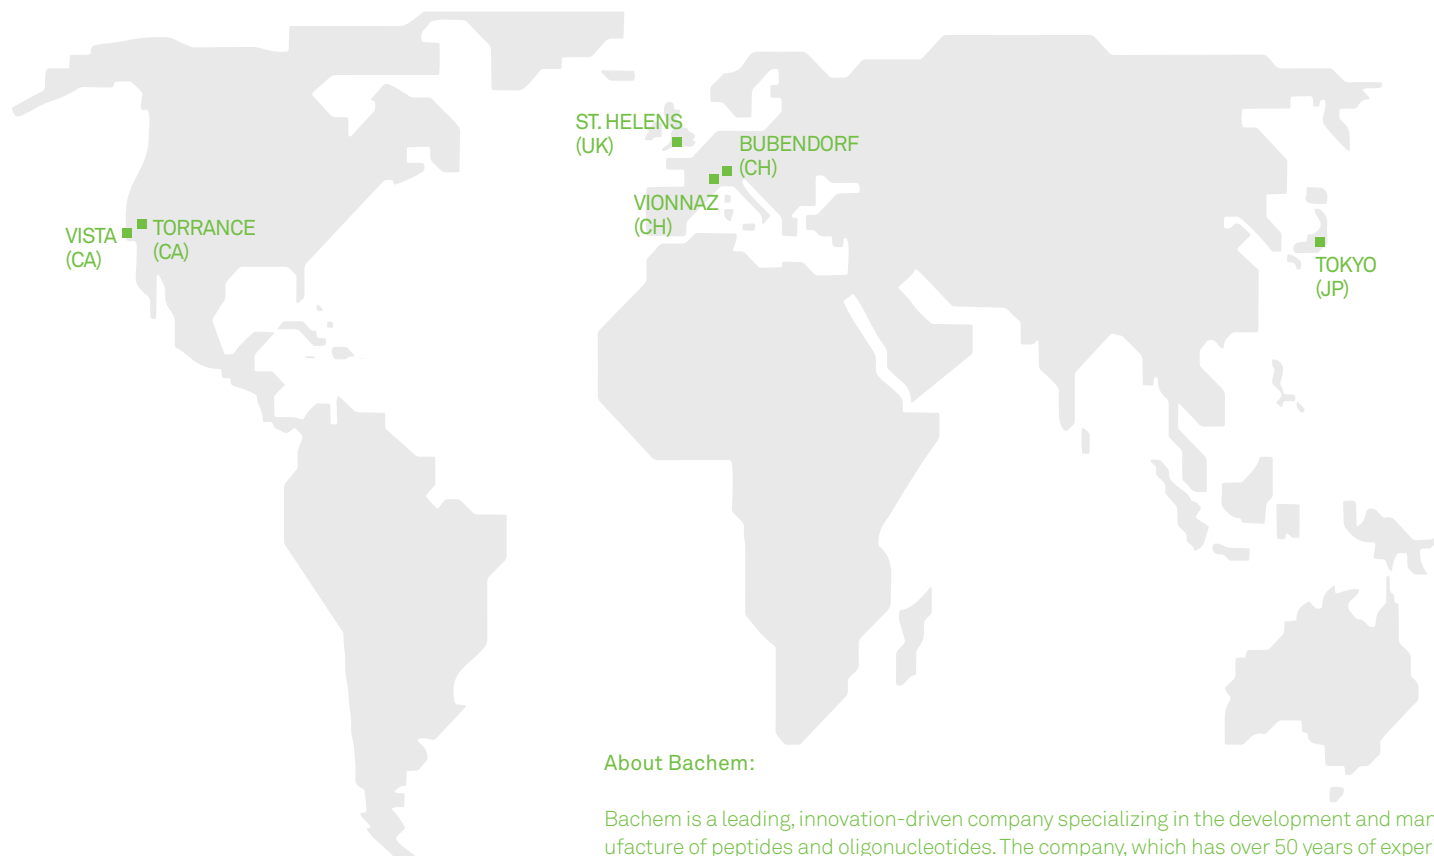 ST. HELENS
(UK)
BUBENDORF
(CH)
VIONNAZ
(CH)
VISTA
(CA)
TORRANCE
(CA)
TOKYO
(JP)
About Bachem:
Bachem is a leading, innovation-driven company specializing in the development and man
ufacture of peptides and oligonucleotides. The company, which has over 50 years of exper